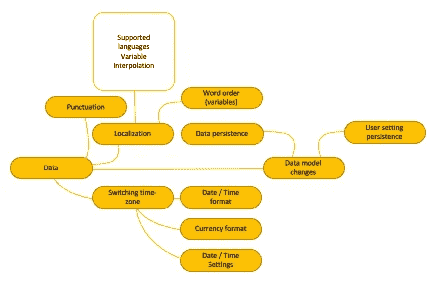 Supported
languages
Variable
Interpolation
Punctuation
Word order
(variables)
Localization
Data persistence
User setting
persistence
Data
Data model
changes
Switching time-
zone
Date / Time
format
Currency format
Date / Time
Settings